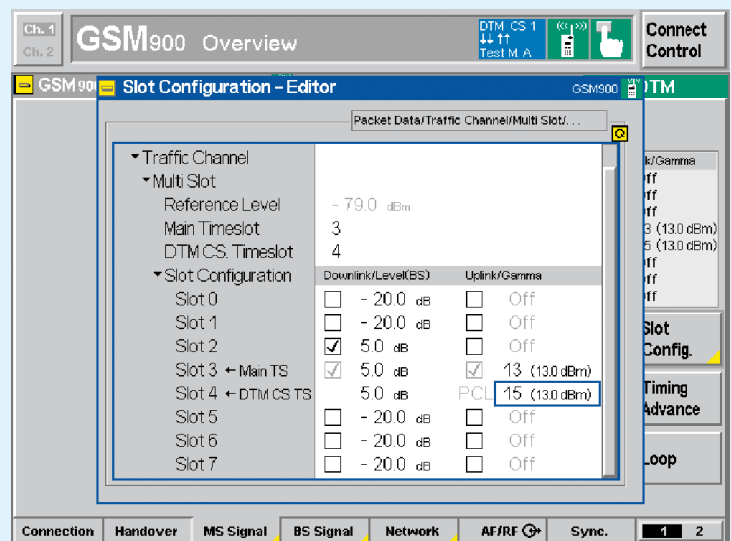 Ch. 1
Ch. 2
GSM900 Overview
DTM CS 1
Test M. A
Connect
Control
GSM 900
Slot Configuration – Editor
GSM900
DTM
Packet Data/Traffic Channel/Multi Slot/. . .
Traffic Channel
Multi Slot
Reference Level – 79.0 dBm
Main Timeslot 3
DTM CS. Timeslot 4
Slot Configuration Downlink/Level(BS) Uplink/Gamma
Slot 0 – 20.0 dB Off
Slot 1 – 20.0 dB Off
Slot 2 5.0 dB Off
Slot 3 ← Main TS 5.0 dB 13 (13.0 dBm)
Slot 4 ← DTM CS TS 5.0 dB PCL 15 (13.0 dBm)
Slot 5 – 20.0 dB Off
Slot 6 – 20.0 dB Off
Slot 7 – 20.0 dB Off
k/Gamma
ff
ff
ff
3 (13.0 dBm)
5 (13.0 dBm)
ff
ff
ff
Slot
Config.
Timing
Advance
Loop
Connection Handover MS Signal BS Signal Network AF/RF Sync. 1 2